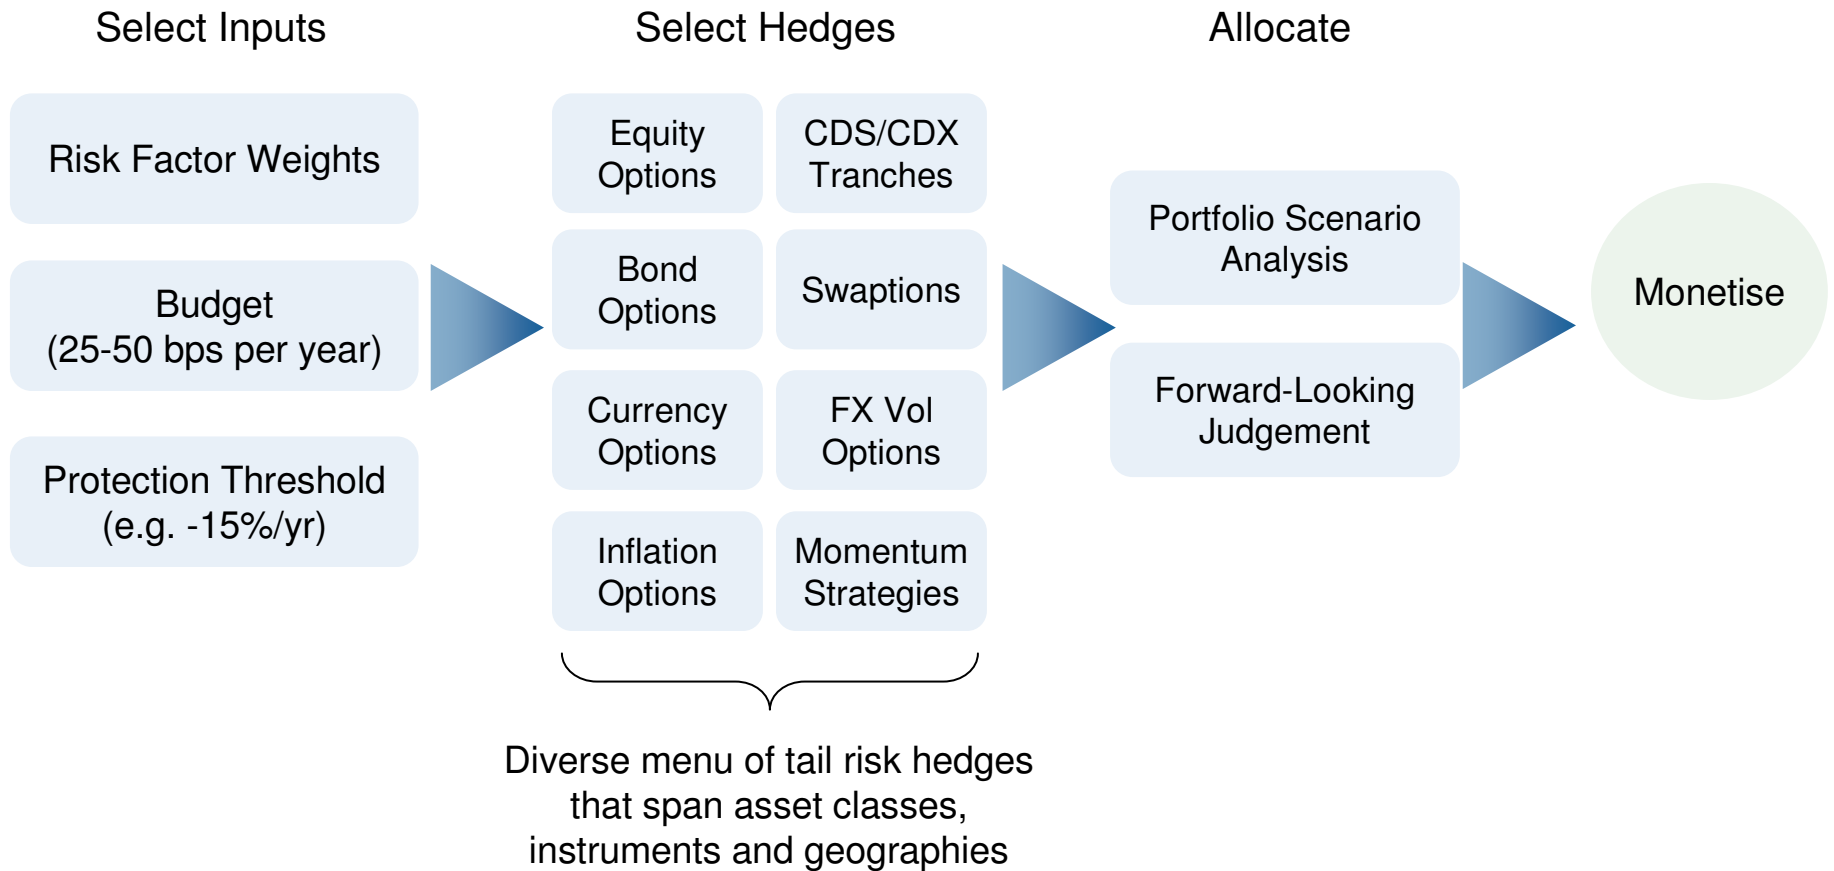 Select Inputs
Select Hedges
Allocate
Risk Factor Weights
Budget
(25-50 bps per year)
Protection Threshold
(e.g. -15%/yr)
Equity
Options
CDS/CDX
Tranches
Bond
Options
Swaptions
Currency
Options
FX Vol
Options
Inflation
Options
Momentum
Strategies
Diverse menu of tail risk hedges
that span asset classes,
instruments and geographies
Portfolio Scenario
Analysis
Forward-Looking
Judgement
Monetise